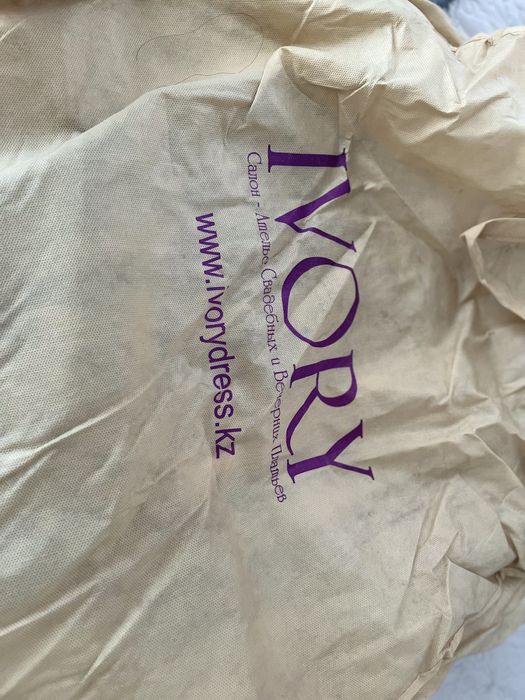 IVORY
Салон - Ателье Свадебных и Вечерних Платьев
www.ivorydress.kz